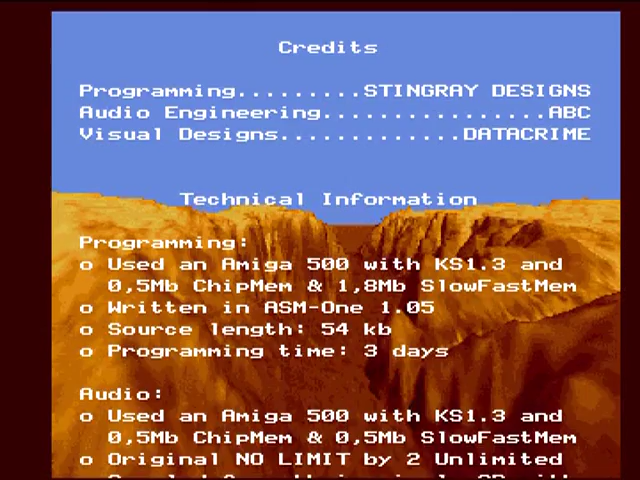 Credits
Programming.........STINGRAY DESIGNS
Audio Engineering................ABC
Visual Designs.............DATACRIME
Technical Information
Programming:
o Used an Amiga 500 with KS1.3 and
0,5Mb ChipMem & 1,8Mb SlowFastMem
o Written in ASM-One 1.05
o Source length: 54 kb
o Programming time: 3 days
Audio:
o Used an Amiga 500 with KS1.3 and
0,5Mb ChipMem & 0,5Mb SlowFastMem
o Original NO LIMIT by 2 Unlimited